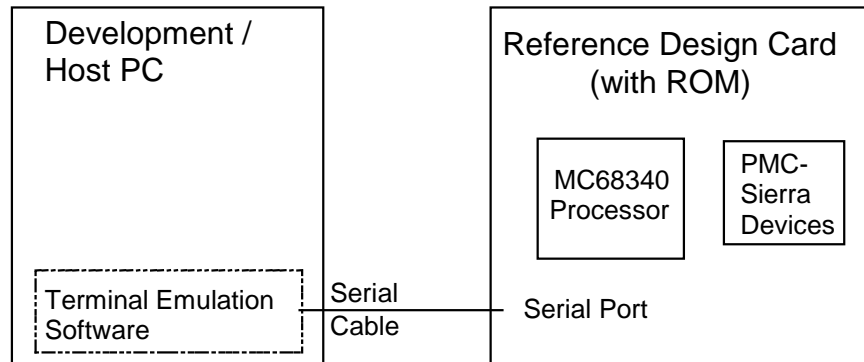 Development /
Host PC
Terminal Emulation
Software
Serial
Cable
Reference Design Card
(with ROM)
MC68340
Processor
PMC-
Sierra
Devices
Serial Port